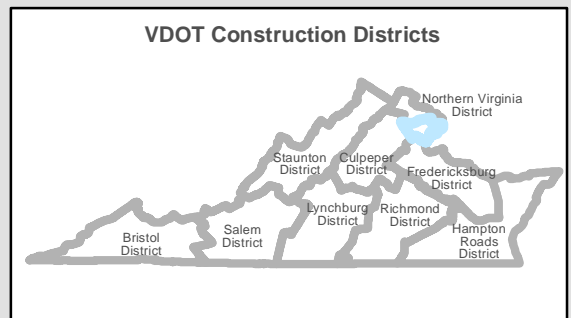 VDOT Construction Districts
Northern Virginia
District
Staunton
District
Culpeper
District
Fredericksburg
District
Lynchburg
District
Richmond
District
Hampton
Roads
District
Salem
District
Bristol
District